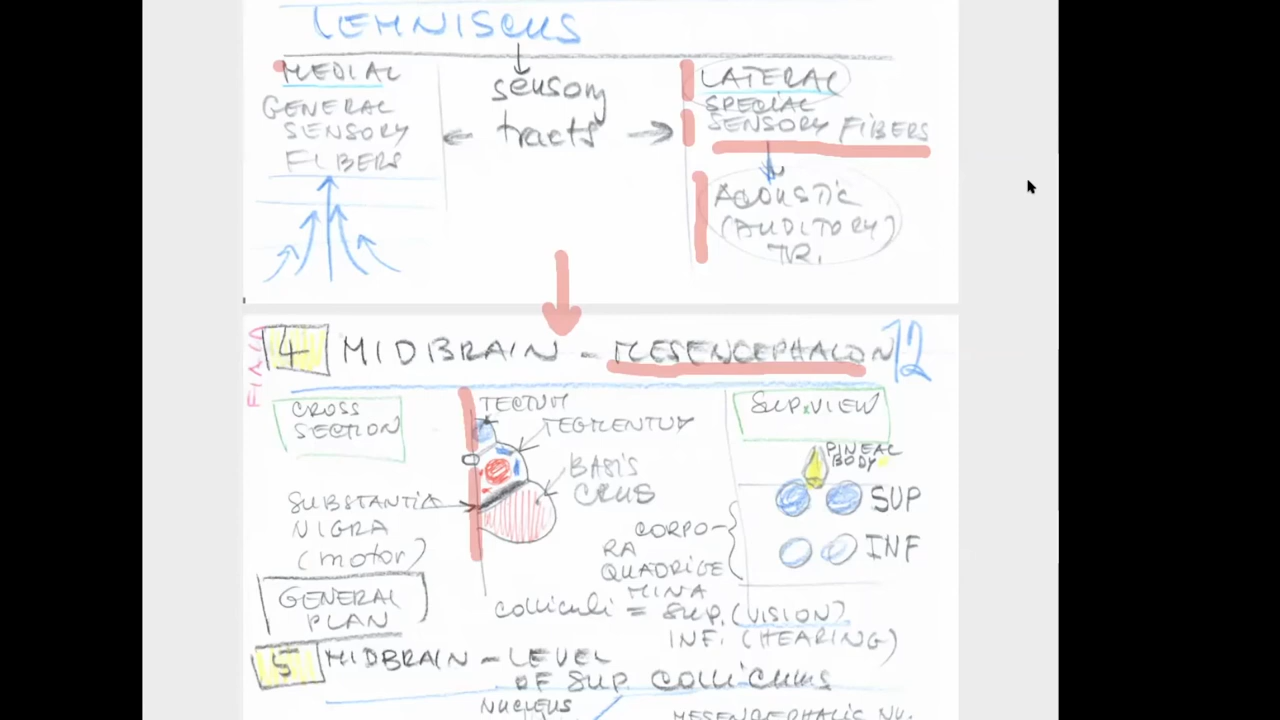 LEMNISCUS
MEDIAL
GENERAL
SENSORY
FIBERS
sensory
tracts
LATERAL
SPECIAL
SENSORY FIBERS
ACOUSTIC
(AUDITORY)
TR.
FINAL
4 MIDBRAIN - MESENCEPHALON 12
CROSS
SECTION
TECTUM
TEGMENTUM
BASIS
CRUS
SUBSTANTIA
NIGRA
(motor)
SUP. VIEW
PINEAL
BODY
SUP
INF
CORPO-
RA
QUADRIGE
MINA
GENERAL
PLAN
colliculi = SUP. (VISION)
INF. (HEARING)
5 MIDBRAIN - LEVEL
OF SUP. COLLICULUS
NUCLEUS
MESENCEPHALIC NU.